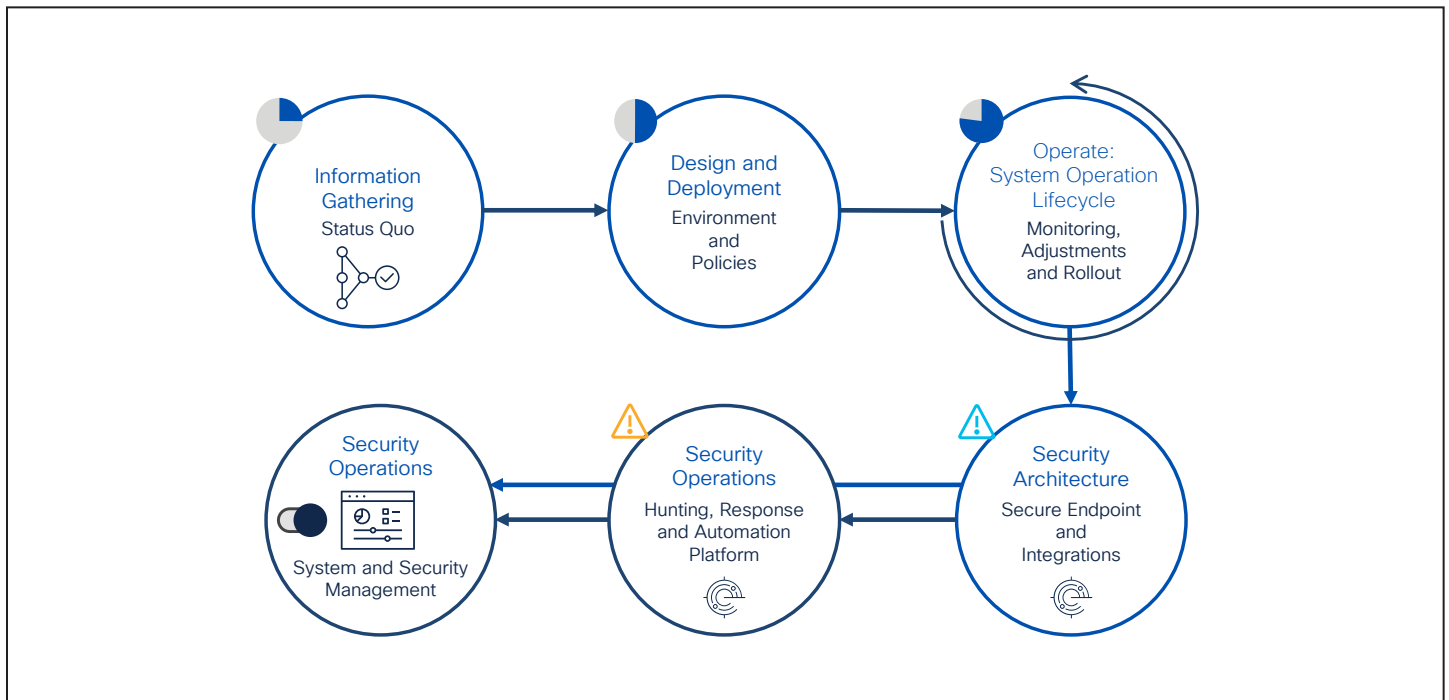 Information
Gathering
Status Quo
Design and
Deployment
Environment
and
Policies
Operate:
System Operation
Lifecycle
Monitoring,
Adjustments
and Rollout
Security
Operations
System and Security
Management
Security
Operations
Hunting, Response
and Automation
Platform
Security
Architecture
Secure Endpoint
and
Integrations